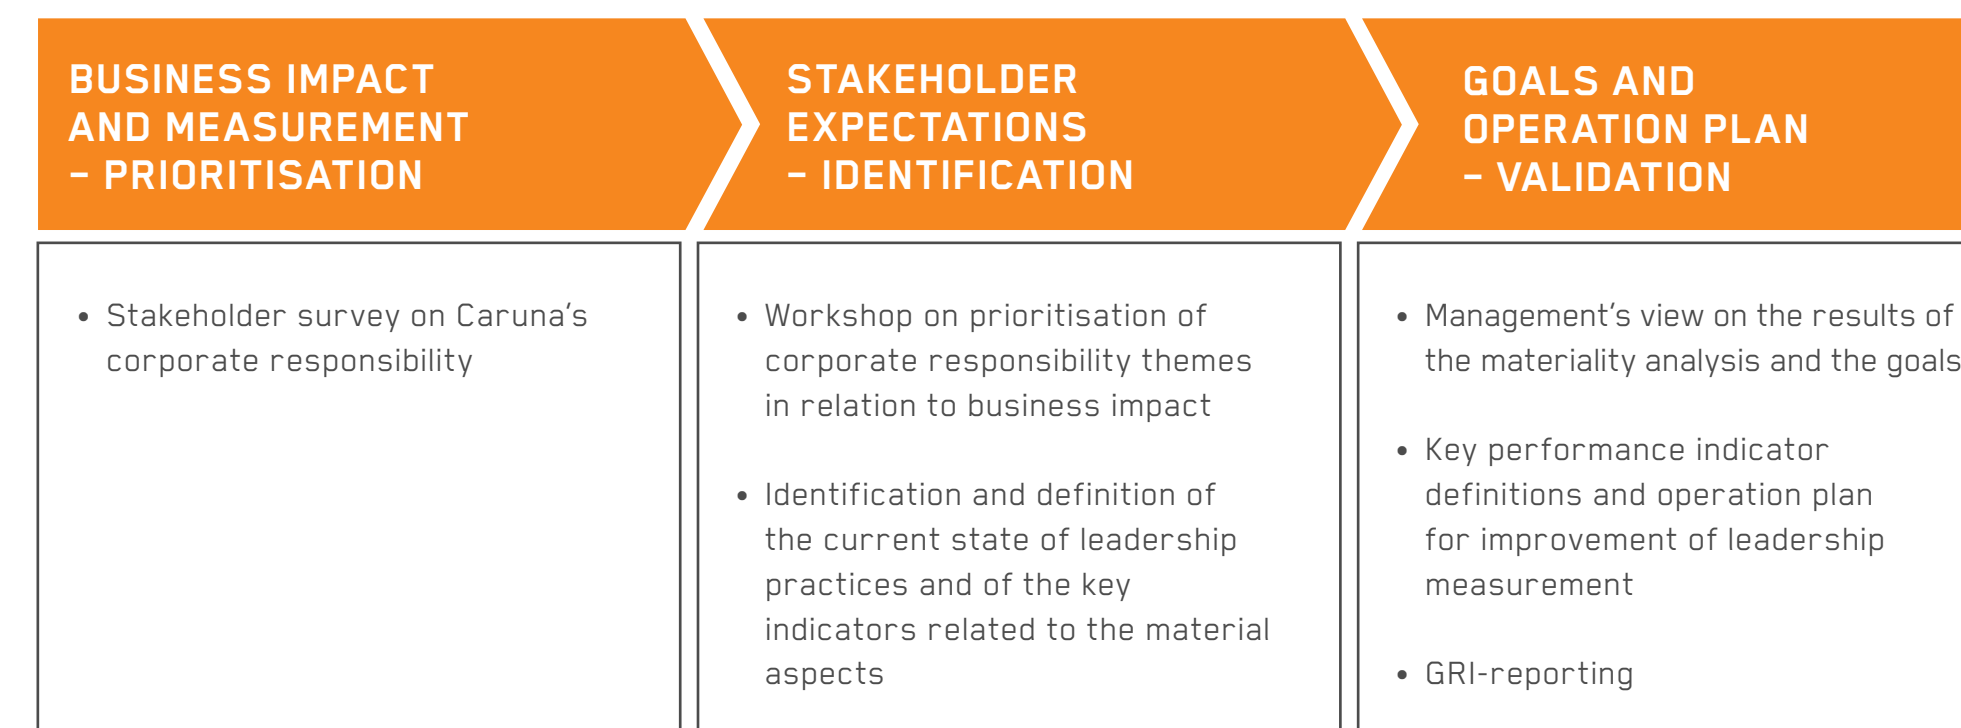 BUSINESS IMPACT
AND MEASUREMENT
– PRIORITISATION
STAKEHOLDER
EXPECTATIONS
– IDENTIFICATION
GOALS AND
OPERATION PLAN
– VALIDATION
• Stakeholder survey on Caruna's
corporate responsibility
• Workshop on prioritisation of
corporate responsibility themes
in relation to business impact
• Identification and definition of
the current state of leadership
practices and of the key
indicators related to the material
aspects
• Management's view on the results of
the materiality analysis and the goals
• Key performance indicator
definitions and operation plan
for improvement of leadership
measurement
• GRI-reporting